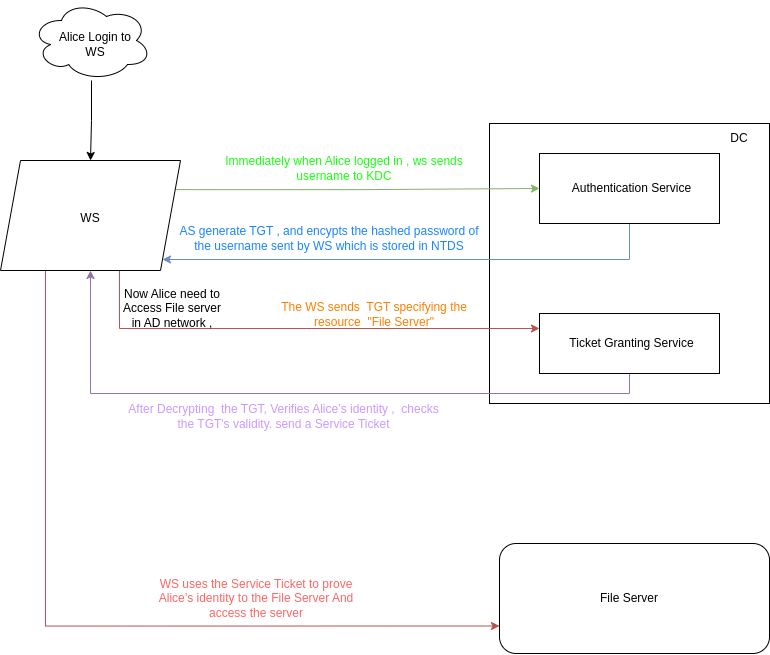 Alice Login to
WS
DC
Immediately when Alice logged in , ws sends
username to KDC
Authentication Service
WS
AS generate TGT , and encypts the hashed password of
the username sent by WS which is stored in NTDS
Now Alice need to
Access File server
in AD network ,
The WS sends TGT specifying the
resource "File Server"
Ticket Granting Service
After Decrypting the TGT, Verifies Alice's identity , checks
the TGT's validity. send a Service Ticket
WS uses the Service Ticket to prove
Alice's identity to the File Server And
access the server
File Server